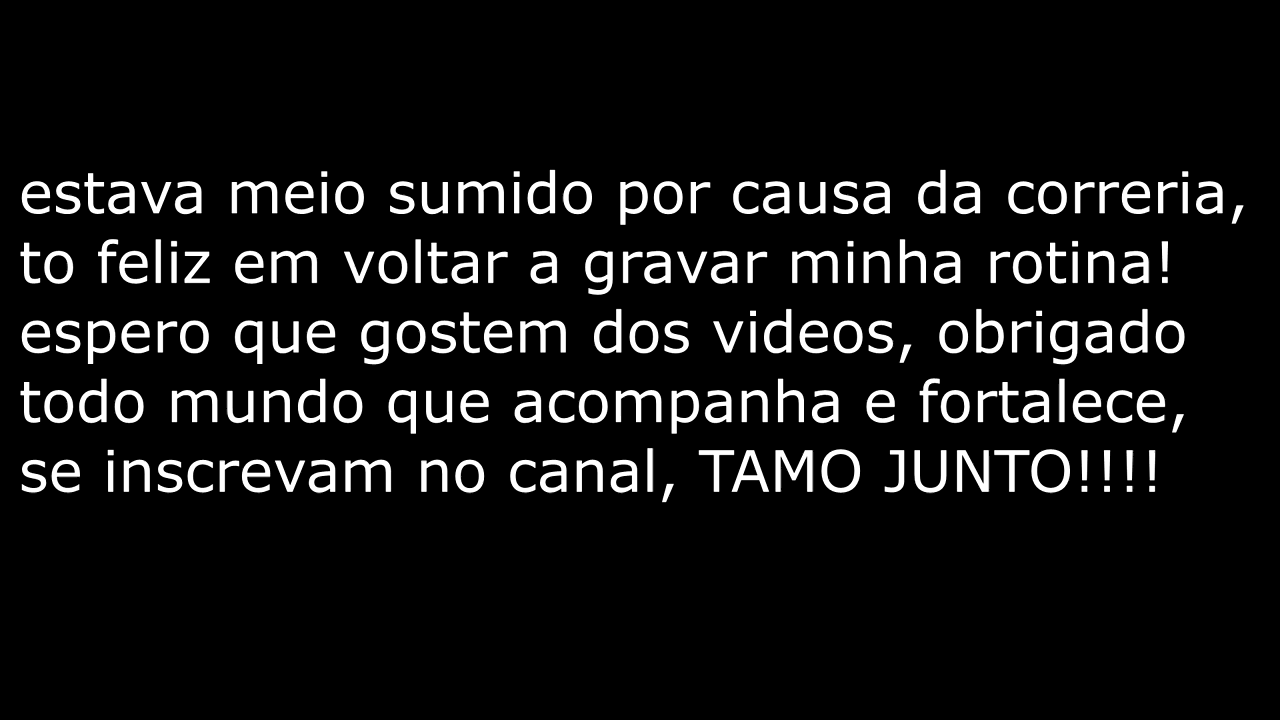 estava meio sumido por causa da correria,
to feliz em voltar a gravar minha rotina!
espero que gostem dos videos, obrigado
todo mundo que acompanha e fortalece,
se inscrevam no canal, TAMO JUNTO!!!!